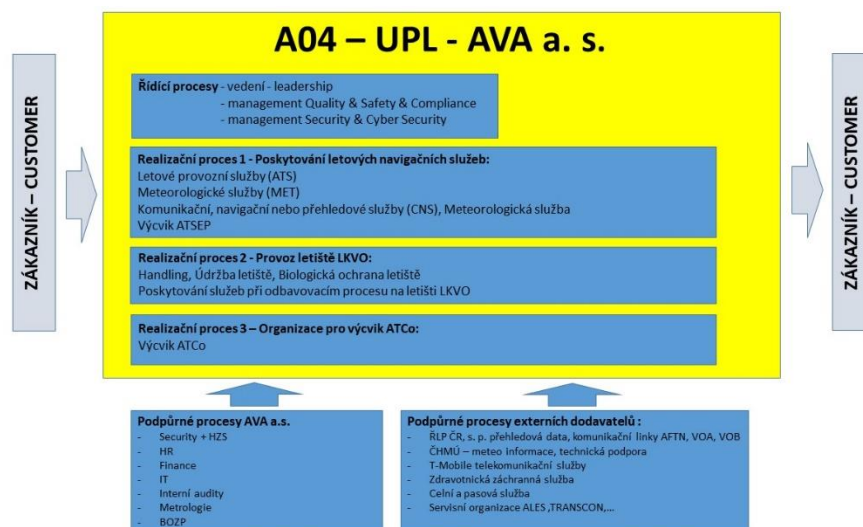 A04 – UPL - AVA a. s.
ZÁKAZNÍK – CUSTOMER
Řídící procesy - vedení - leadership
- management Quality & Safety & Compliance
- management Security & Cyber Security
Realizační proces 1 - Poskytování letových navigačních služeb:
Letové provozní služby (ATS)
Meteorologické služby (MET)
Komunikační, navigační nebo přehledové služby (CNS), Meteorologická služba
Výcvik ATSEP
Realizační proces 2 - Provoz letiště LKVO:
Handling, Údržba letiště, Biologická ochrana letiště
Poskytování služeb při odbavovacím procesu na letišti LKVO
Realizační proces 3 – Organizace pro výcvik ATCo:
Výcvik ATCo
ZÁKAZNÍK – CUSTOMER
Podpůrné procesy AVA a.s.
- Security + HZS
- HR
- Finance
- IT
- Interní audity
- Metrologie
- BOZP
Podpůrné procesy externích dodavatelů :
- ŘLP ČR, s. p. přehledová data, komunikační linky AFTN, VOA, VOB
- ČHMÚ – meteo informace, technická podpora
- T-Mobile telekomunikační služby
- Zdravotnická záchranná služba
- Celní a pasová služba
- Servisní organizace ALES ,TRANSCON,...